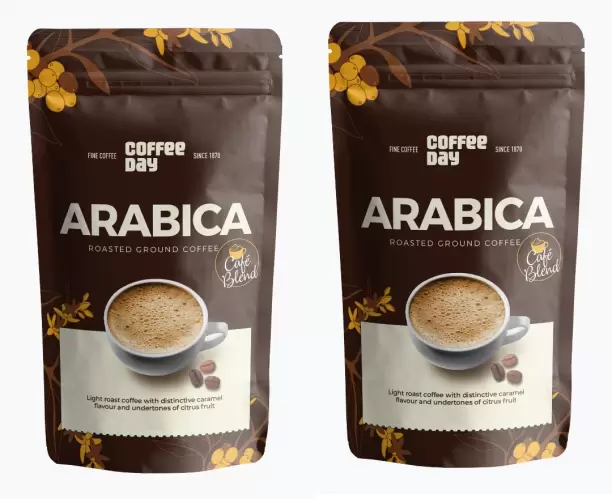 FINE COFFEE
COFFEE
DAY
SINCE 1870
ARABICA
ROASTED GROUND COFFEE
Café
Blend
Light roast coffee with distinctive caramel
flavour and undertones of citrus fruit
FINE COFFEE
COFFEE
DAY
SINCE 1870
ARABICA
ROASTED GROUND COFFEE
Café
Blend
Light roast coffee with distinctive caramel
flavour and undertones of citrus fruit